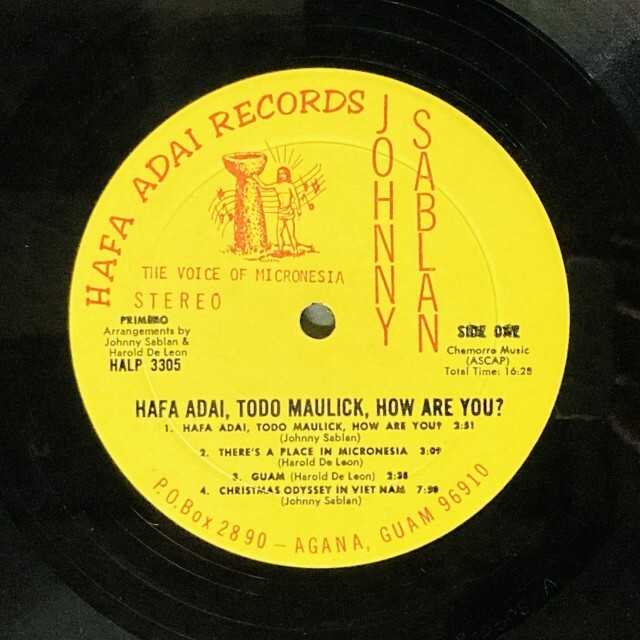 HAFA ADAI RECORDS
JOHNNY
SABLAN
THE VOICE OF MICRONESIA
STEREO
PRIMERO
Arrangements by
Johnny Sablan &
Harold De Leon
HALP 3305
SIDE ONE
Chamorro Music
(ASCAP)
Total Time: 16:28
HAFA ADAI, TODO MAULICK, HOW ARE YOU?
1. HAFA ADAI, TODO MAULICK, HOW ARE YOU? 2:51
(Johnny Sablan)
2. THERE'S A PLACE IN MICRONESIA 3:09
(Harold De Leon)
3. GUAM (Harold De Leon) 2:38
4. CHRISTMAS ODYSSEY IN VIET NAM
(Johnny Sablan)
P.O.Box 2890 — AGANA, GUAM 96910